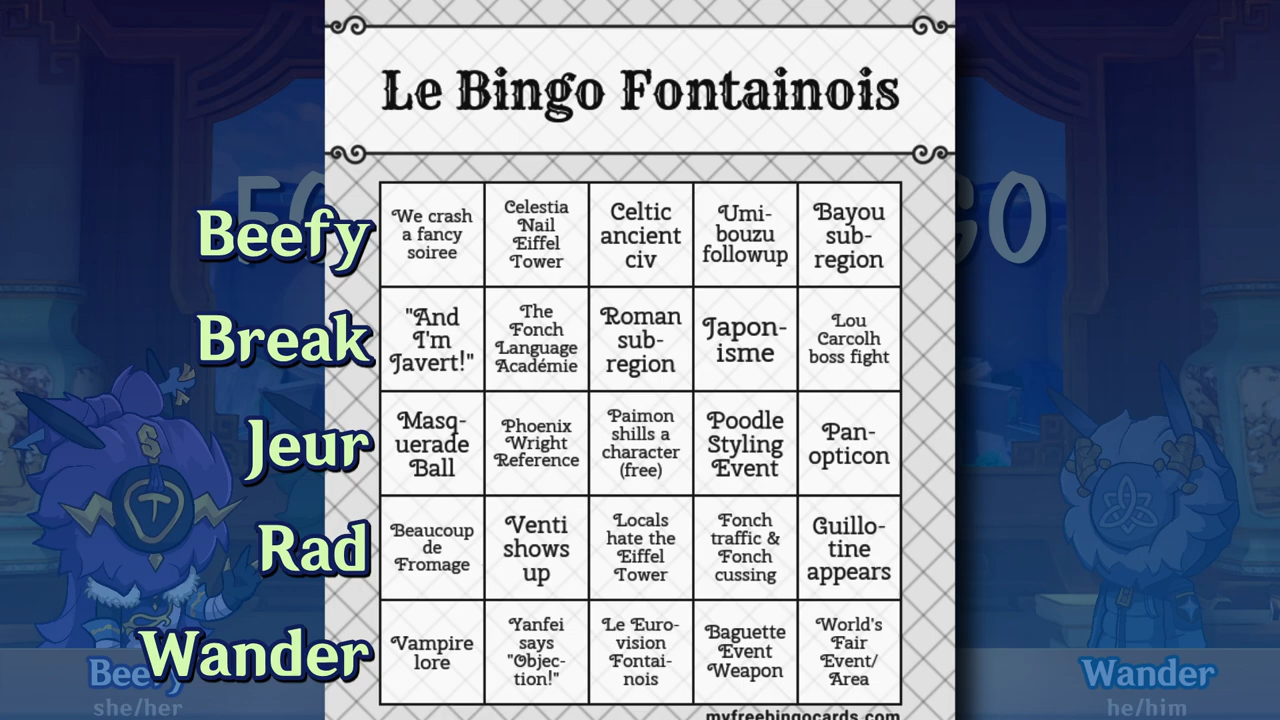 Le Bingo Fontainois
FO
GO
Beefy
We crash
a fancy
soiree
Celestia
Nail
Eiffel
Tower
Celtic
ancient
civ
Umi-
bouzu
followup
Bayou
sub-
region
Break
"And
I'm
Javert!"
The
Fonch
Language
Académie
Roman
sub-
region
Japon-
isme
Lou
Carcolh
boss fight
Jeur
Masq-
uerade
Ball
Phoenix
Wright
Reference
Paimon
shills a
character
(free)
Poodle
Styling
Event
Pan-
opticon
Rad
Beaucoup
de
Fromage
Venti
shows
up
Locals
hate the
Eiffel
Tower
Fonch
traffic &
Fonch
cussing
Guillo-
tine
appears
Wander
Vampire
lore
Yanfei
says
"Objec-
tion!"
Le Euro-
vision
Fontai-
nois
Baguette
Event
Weapon
World's
Fair
Event/
Area
Beefy
she/her
Wander
he/him
myfreebingocards.com